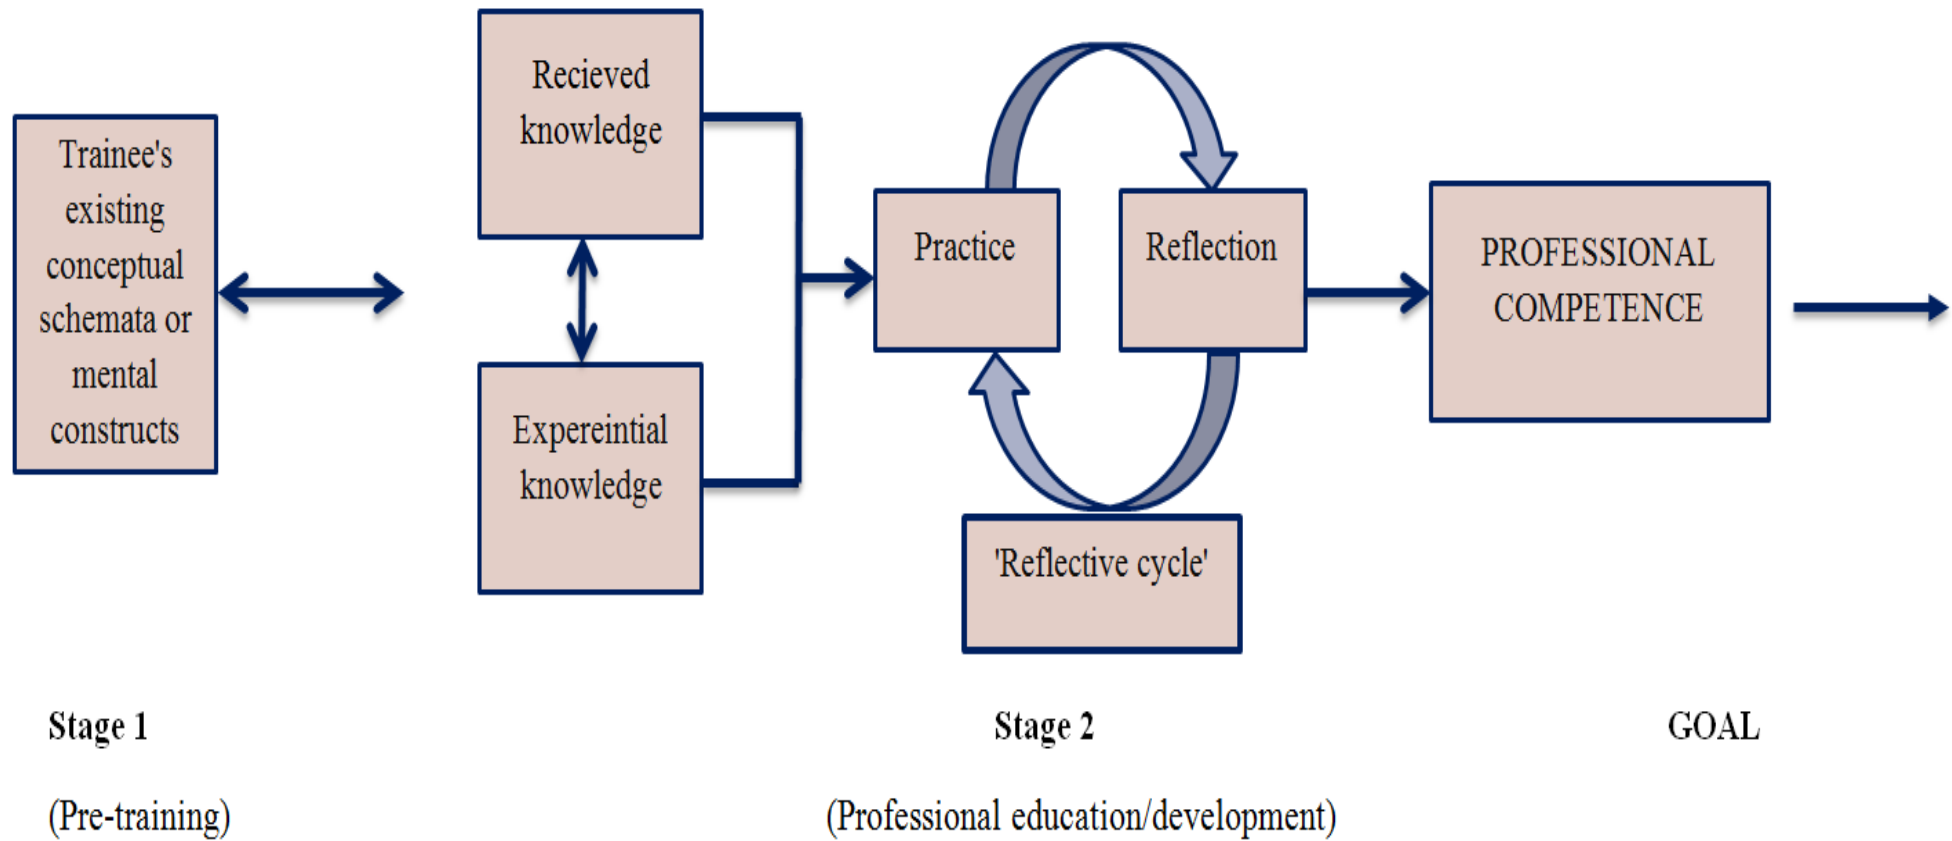 Trainee's
existing
conceptual
schemata or
mental
constructs
Recieved
knowledge
Expereintial
knowledge
Practice
Reflection
'Reflective cycle'
PROFESSIONAL
COMPETENCE
Stage 1
Stage 2
GOAL
(Pre-training)
(Professional education/development)